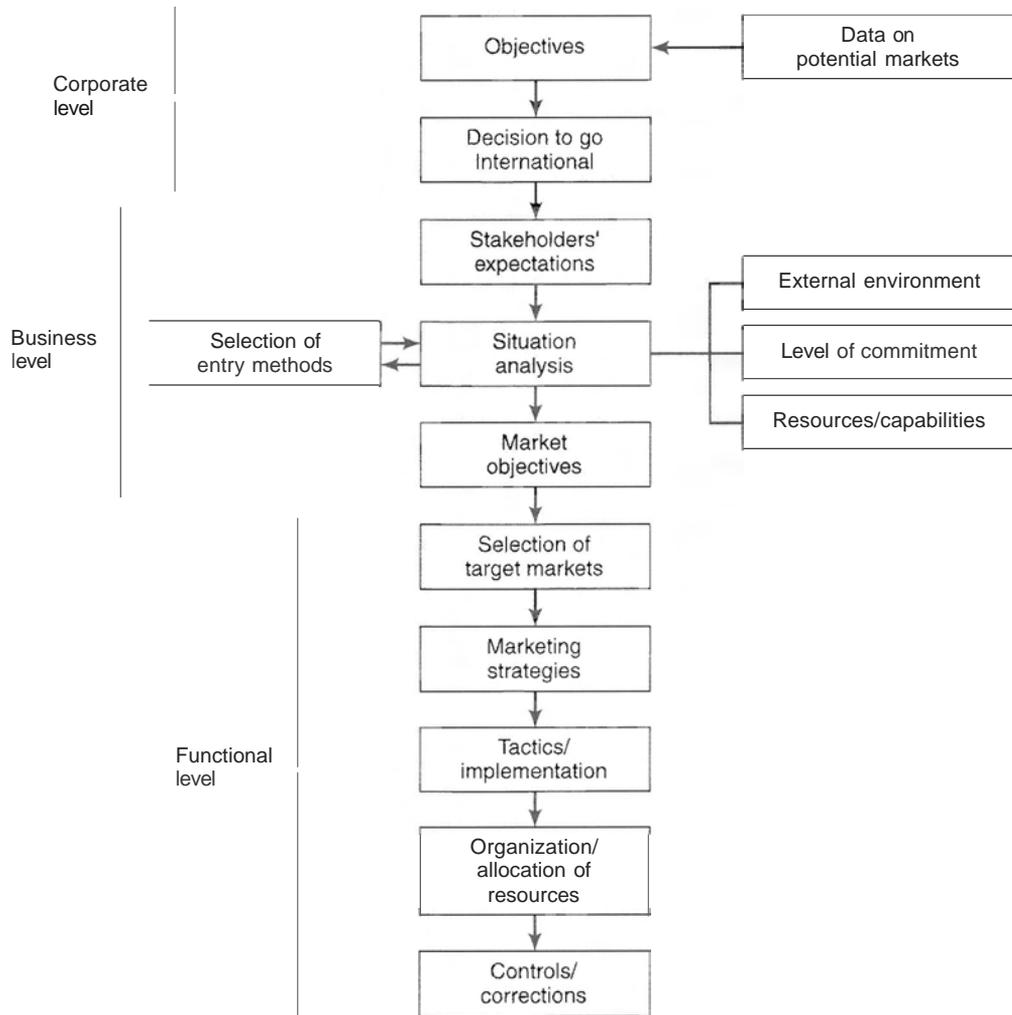 Objectives
Data on
potential markets
Corporate
level
Decision to go
International
Stakeholders'
expectations
External environment
Business
level
Selection of
entry methods
Situation
analysis
Level of commitment
Resources/capabilities
Market
objectives
Selection of
target markets
Marketing
strategies
Functional
level
Tactics/
implementation
Organization/
allocation of
resources
Controls/
corrections